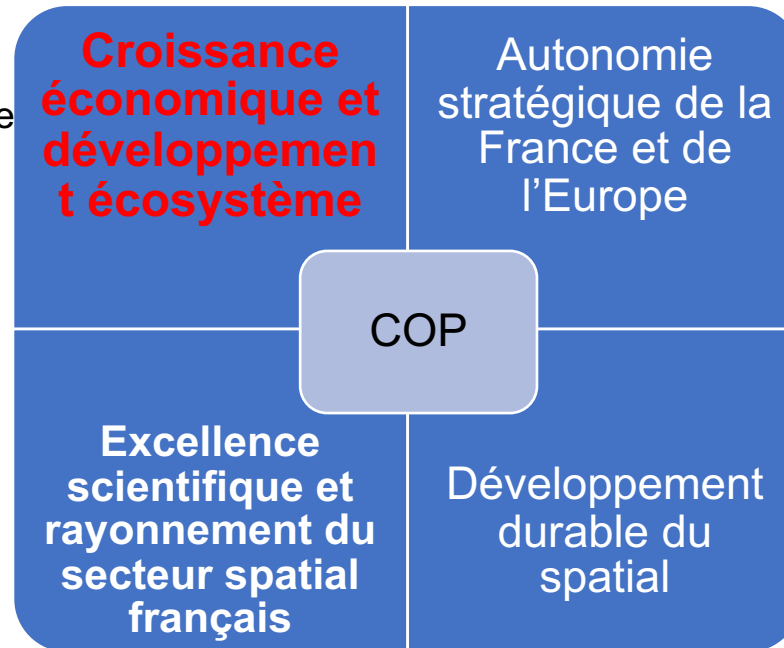 Croissance
économique et
e
développemen
t écosystème
Autonomie
stratégique de la
France et de
l'Europe
COP
Excellence
scientifique et
rayonnement du
secteur spatial
français
Développement
durable du
spatial